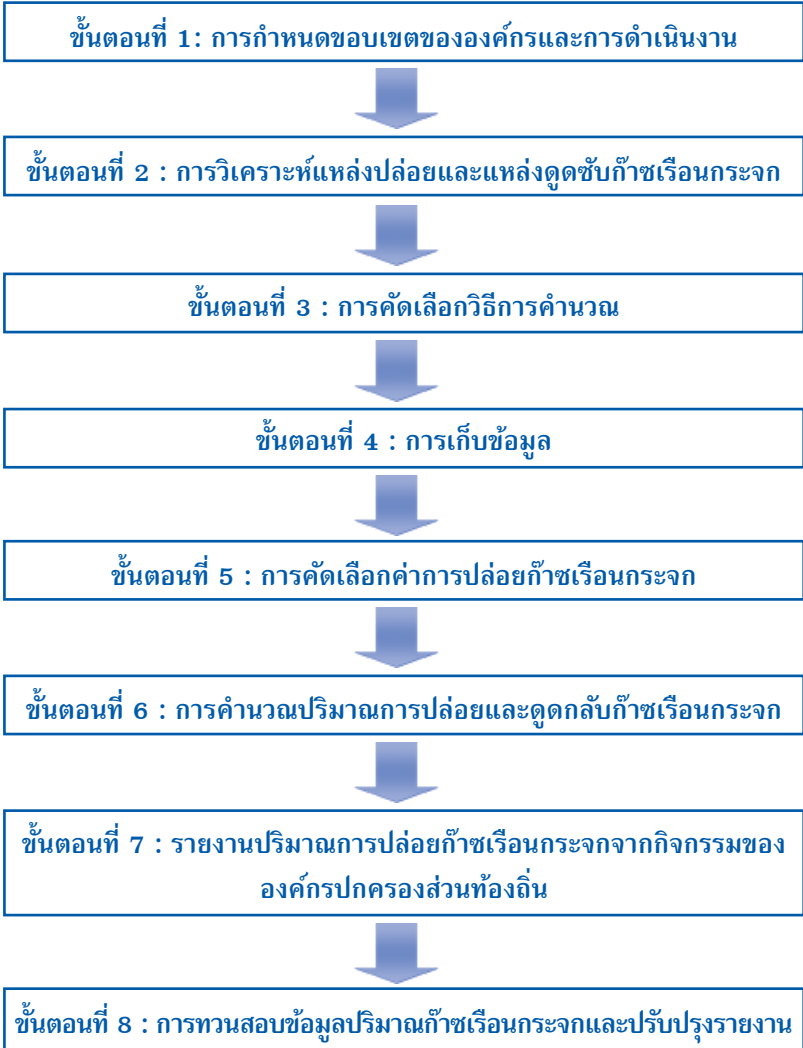 ขั้นตอนที่ 1: การกำหนดขอบเขตขององค์กรและการดำเนินงาน
ขั้นตอนที่ 2 : การวิเคราะห์แหล่งปล่อยและแหล่งดูดซับก๊าซเรือนกระจก
ขั้นตอนที่ 3 : การคัดเลือกวิธีการคำนวณ
ขั้นตอนที่ 4 : การเก็บข้อมูล
ขั้นตอนที่ 5 : การคัดเลือกค่าการปล่อยก๊าซเรือนกระจก
ขั้นตอนที่ 6 : การคำนวณปริมาณการปล่อยและดูดกลับก๊าซเรือนกระจก
ขั้นตอนที่ 7 : รายงานปริมาณการปล่อยก๊าซเรือนกระจกจากกิจกรรมของ
องค์กรปกครองส่วนท้องถิ่น
ขั้นตอนที่ 8 : การทวนสอบข้อมูลปริมาณก๊าซเรือนกระจกและปรับปรุงรายงาน